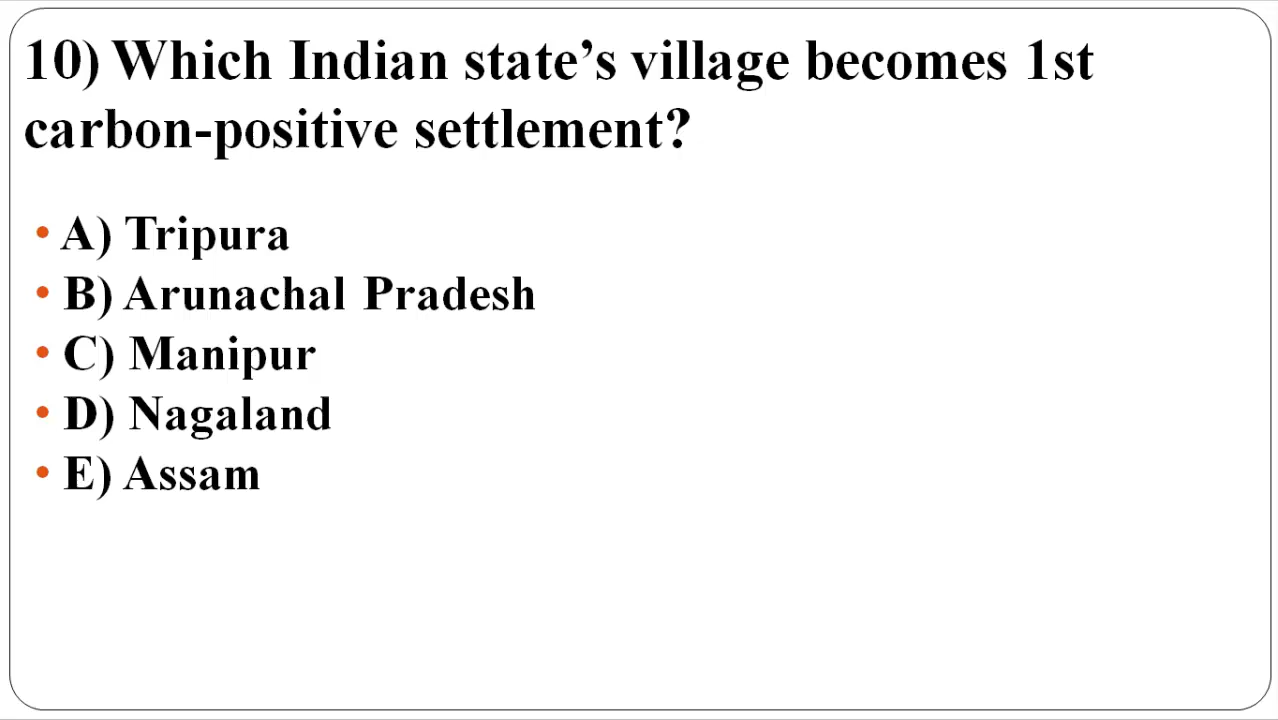 10) Which Indian state’s village becomes 1st
carbon-positive settlement?
• A) Tripura
• B) Arunachal Pradesh
• C) Manipur
• D) Nagaland
• E) Assam